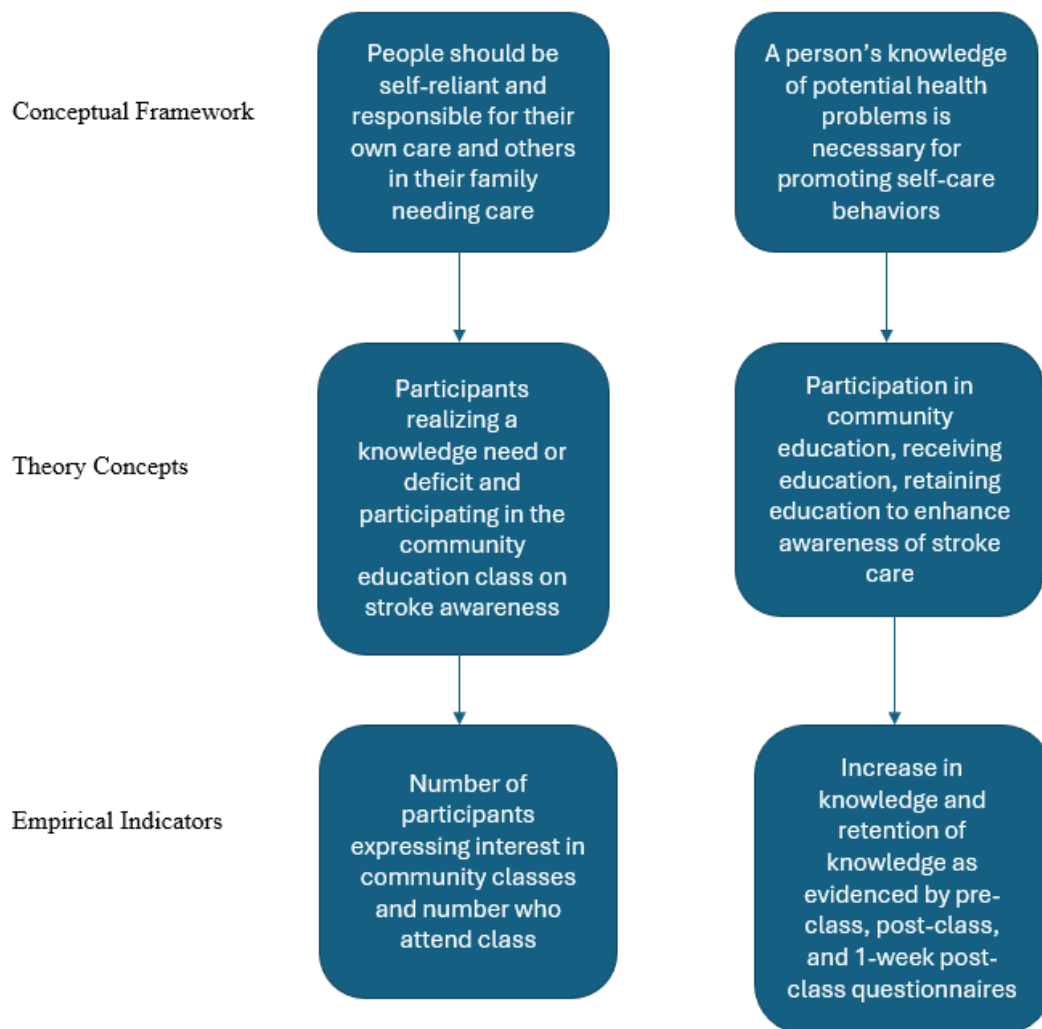 Conceptual Framework
People should be
self-reliant and
responsible for their
own care and others
in their family
needing care
A person’s knowledge
of potential health
problems is
necessary for
promoting self-care
behaviors
Theory Concepts
Participants
realizing a
knowledge need or
deficit and
participating in the
community
education class on
stroke awareness
Participation in
community
education, receiving
education, retaining
education to enhance
awareness of stroke
care
Empirical Indicators
Number of
participants
expressing interest in
community classes
and number who
attend class
Increase in
knowledge and
retention of
knowledge as
evidenced by pre-
class, post-class,
and 1-week post-
class questionnaires